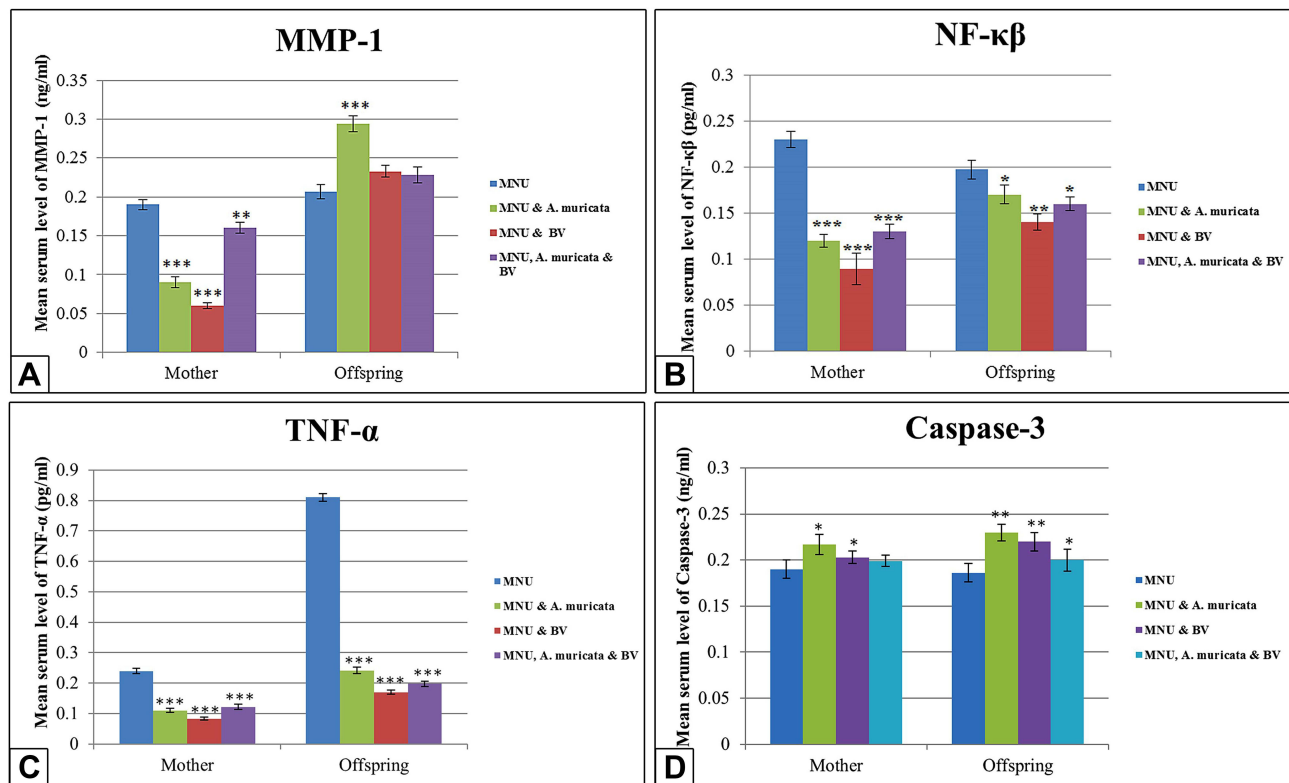 MMP-1
Mean serum level of MMP-1 (ng/ml)
0.35
0.3
0.25
0.2
0.15
0.1
0.05
0
***
***
**
***
Mother
Offspring
MNU
MNU & A. muricata
MNU & BV
MNU, A. muricata &
BV
A
NF-κβ
Mean serum level of NF-κβ (pg/ml)
0.3
0.25
0.2
0.15
0.1
0.05
0
***
***
***
*
**
*
Mother
Offspring
MNU
MNU & A. muricata
MNU & BV
MNU, A. muricata & BV
B
TNF-α
Mean serum level of TNF-α (pg/ml)
0.9
0.8
0.7
0.6
0.5
0.4
0.3
0.2
0.1
0
***
***
***
***
***
***
Mother
Offspring
MNU
MNU & A. muricata
MNU & BV
MNU, A. muricata & BV
C
Caspase-3
Mean serum level of Caspase-3 (ng/ml)
0.3
0.25
0.2
0.15
0.1
0.05
0
*
*
**
**
*
Mother
Offspring
MNU
MNU & A. muricata
MNU & BV
MNU, A. muricata & BV
D